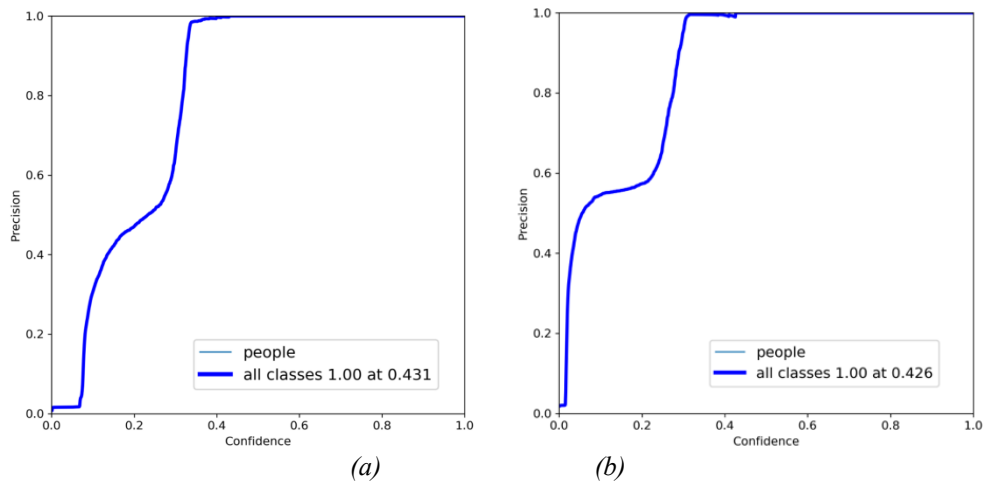 1.0
0.8
0.6
0.4
0.2
0.0
Precision
0.0 0.2 0.4 0.6 0.8 1.0
Confidence
people
all classes 1.00 at 0.431
(a)
1.0
0.8
0.6
0.4
0.2
0.0
Precision
0.0 0.2 0.4 0.6 0.8 1.0
Confidence
people
all classes 1.00 at 0.426
(b)